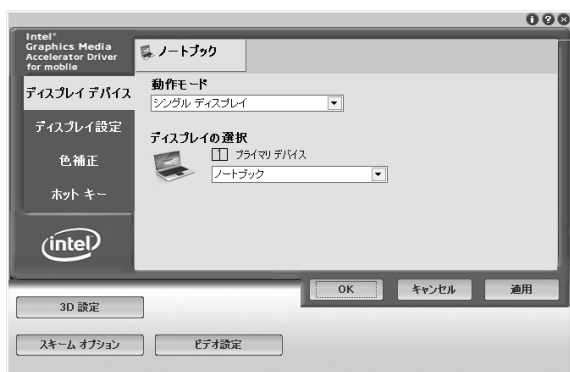 Intel®
Graphics Media
Accelerator Driver
for mobile
ノートブック
ディスプレイ デバイス
ディスプレイ設定
色補正
ホット キー
intel
動作モード
シングル ディスプレイ
ディスプレイの選択
プライマリ デバイス
ノートブック
OK
キャンセル
適用
3D 設定
スキーム オプション
ビデオ設定